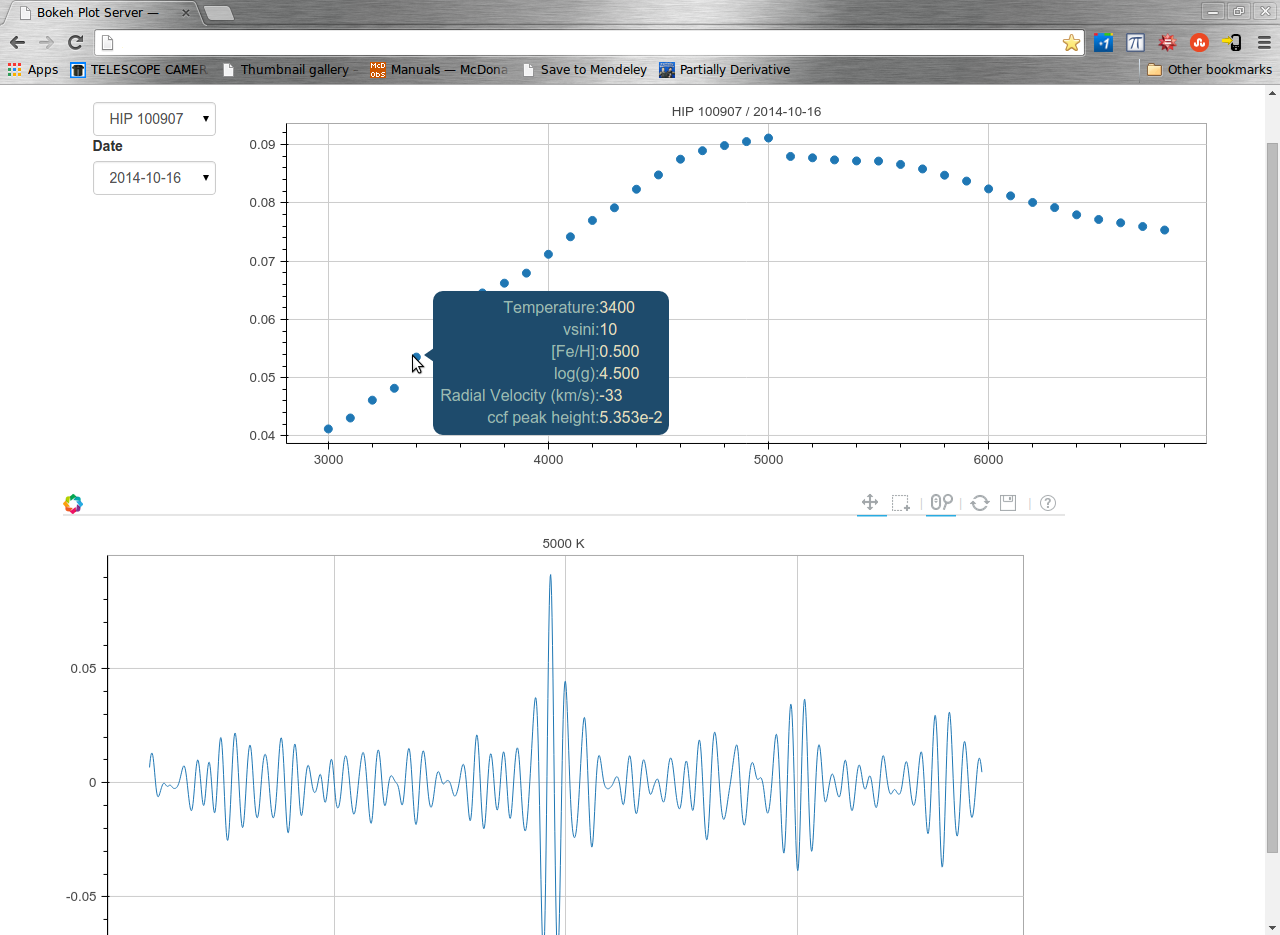 Bokeh Plot Server —
Apps TELESCOPE CAMER Thumbnail gallery - McD Obs Manuals — McDona Save to Mendeley Partially Derivative Other bookmarks
HIP 100907
Date
2014-10-16
HIP 100907 / 2014-10-16
0.09
0.08
0.07
0.06
0.05
0.04
Temperature:3400
vsini:10
[Fe/H]:0.500
log(g):4.500
Radial Velocity (km/s):-33
ccf peak height:5.353e-2
3000 4000 5000 6000
5000 K
0.05
0
-0.05